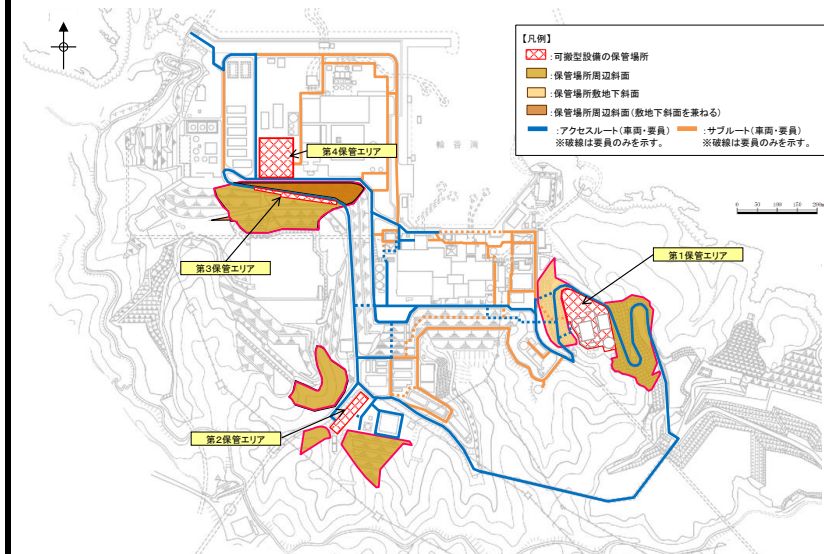 【凡例】
:可搬型設備の保管場所
:保管場所周辺斜面
:保管場所敷地下斜面
:保管場所周辺斜面(敷地下斜面を兼ねる)
:アクセスルート(車両・要員)
※破線は要員のみを示す。
:サブルート(車両・要員)
※破線は要員のみを示す。
0 50 100 150 200m
輪谷湾
第4保管エリア
第3保管エリア
第1保管エリア
第2保管エリア